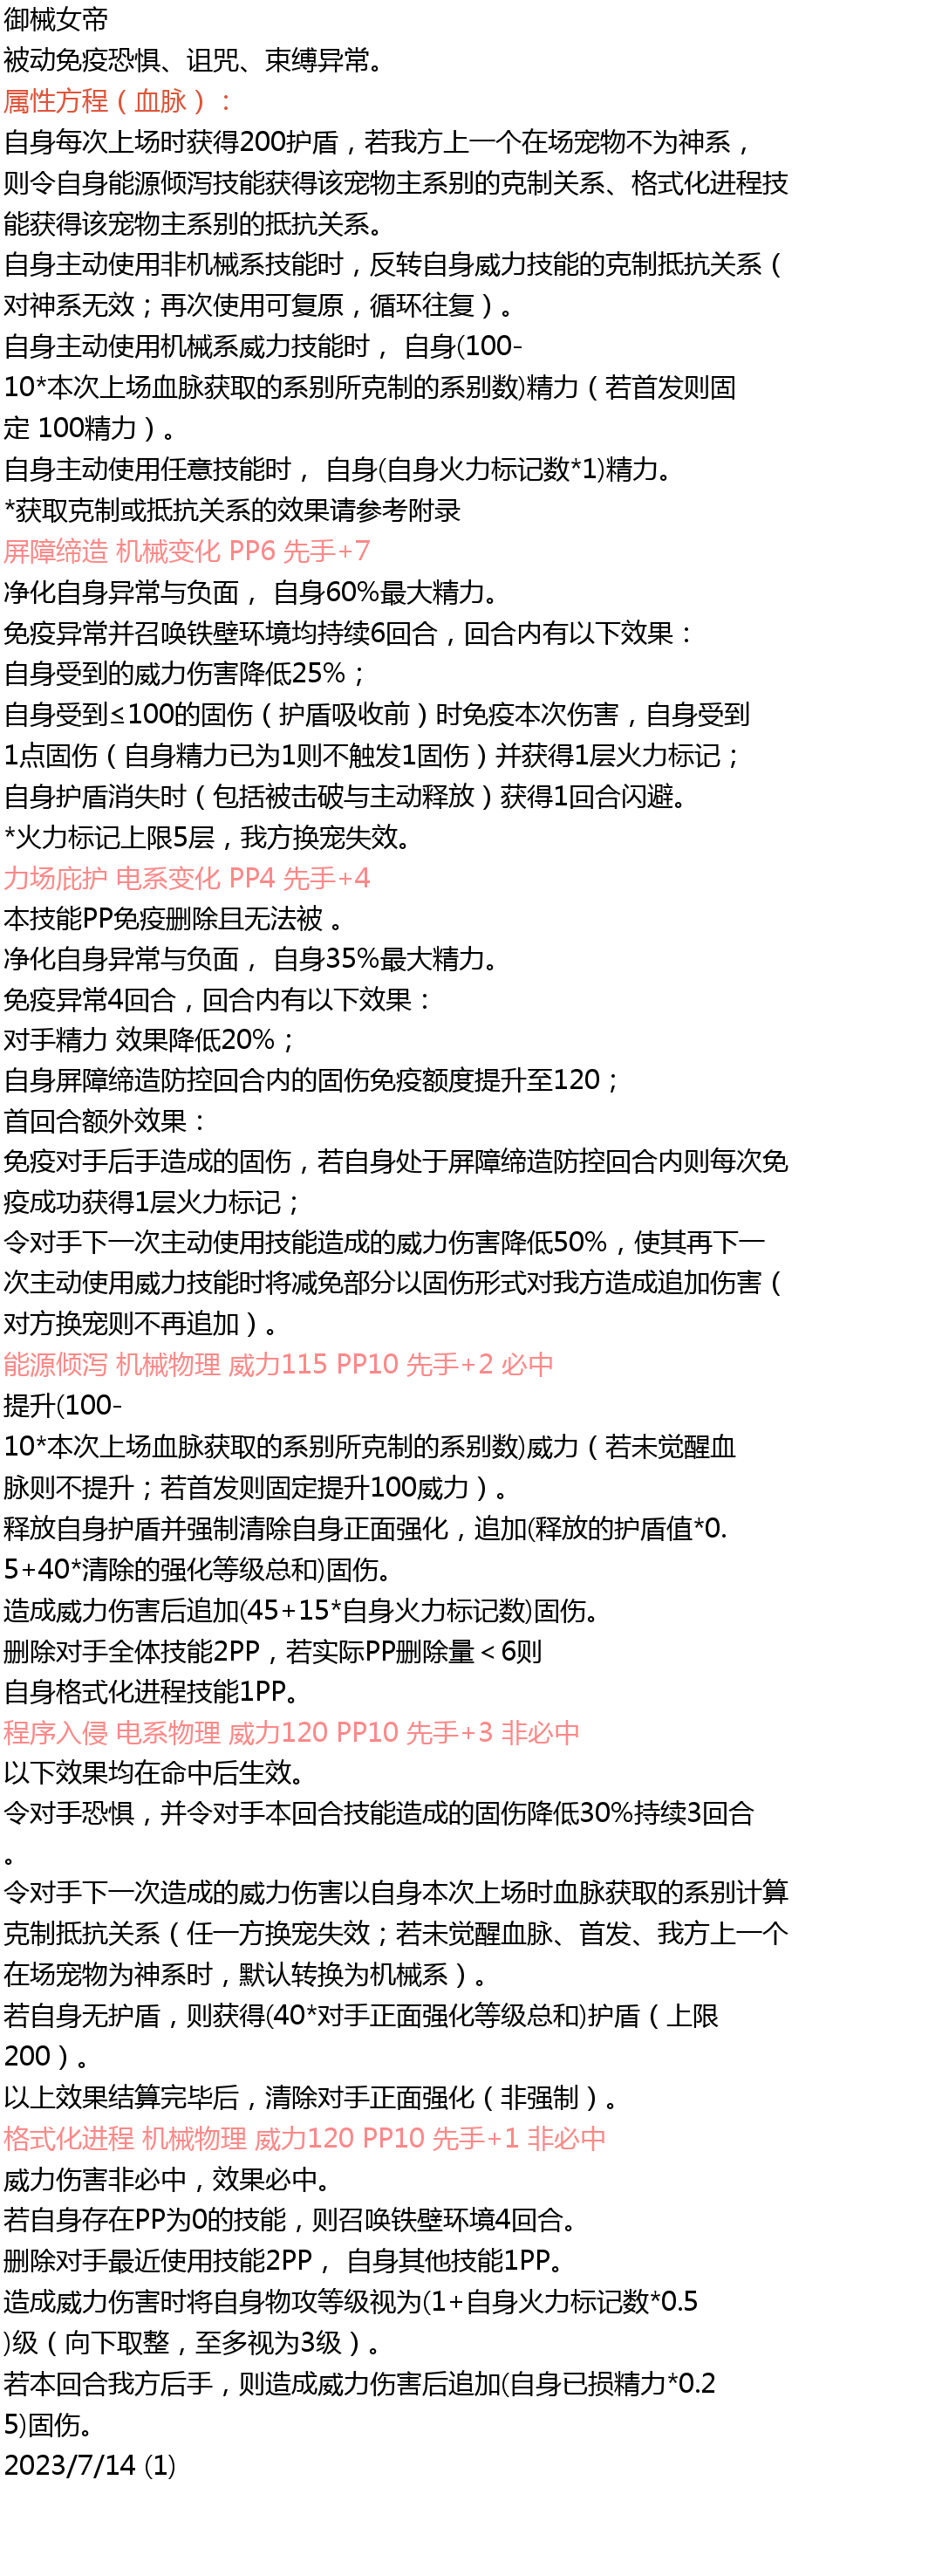 御械女帝
被动免疫恐惧、诅咒、束缚异常。
属性方程（血脉）：
自身每次上场时获得200护盾，若我方上一个在场宠物不为神系，
则令自身能源倾泻技能获得该宠物主系别的克制关系、格式化进程技
能获得该宠物主系别的抵抗关系。
自身主动使用非机械系技能时，反转自身威力技能的克制抵抗关系（
对神系无效；再次使用可复原，循环往复）。
自身主动使用机械系威力技能时， 自身(100-
10*本次上场血脉获取的系别所克制的系别数)精力（若首发则固
定 100精力）。
自身主动使用任意技能时， 自身(自身火力标记数*1)精力。
*获取克制或抵抗关系的效果请参考附录
屏障缔造 机械变化 PP6 先手+7
净化自身异常与负面， 自身60%最大精力。
免疫异常并召唤铁壁环境均持续6回合，回合内有以下效果：
自身受到的威力伤害降低25%；
自身受到≤100的固伤（护盾吸收前）时免疫本次伤害，自身受到
1点固伤（自身精力已为1则不触发1固伤）并获得1层火力标记；
自身护盾消失时（包括被击破与主动释放）获得1回合闪避。
*火力标记上限5层，我方换宠失效。
力场庇护 电系变化 PP4 先手+4
本技能PP免疫删除且无法被 。
净化自身异常与负面， 自身35%最大精力。
免疫异常4回合，回合内有以下效果：
对手精力 效果降低20%；
自身屏障缔造防控回合内的固伤免疫额度提升至120；
首回合额外效果：
免疫对手后手造成的固伤，若自身处于屏障缔造防控回合内则每次免
疫成功获得1层火力标记；
令对手下一次主动使用技能造成的威力伤害降低50%，使其再下一
次主动使用威力技能时将减免部分以固伤形式对我方造成追加伤害（
对方换宠则不再追加）。
能源倾泻 机械物理 威力115 PP10 先手+2 必中
提升(100-
10*本次上场血脉获取的系别所克制的系别数)威力（若未觉醒血
脉则不提升；若首发则固定提升100威力）。
释放自身护盾并强制清除自身正面强化，追加(释放的护盾值*0.
5+40*清除的强化等级总和)固伤。
造成威力伤害后追加(45+15*自身火力标记数)固伤。
删除对手全体技能2PP，若实际PP删除量＜6则
自身格式化进程技能1PP。
程序入侵 电系物理 威力120 PP10 先手+3 非必中
以下效果均在命中后生效。
令对手恐惧，并令对手本回合技能造成的固伤降低30%持续3回合
。
令对手下一次造成的威力伤害以自身本次上场时血脉获取的系别计算
克制抵抗关系（任一方换宠失效；若未觉醒血脉、首发、我方上一个
在场宠物为神系时，默认转换为机械系）。
若自身无护盾，则获得(40*对手正面强化等级总和)护盾（上限
200）。
以上效果结算完毕后，清除对手正面强化（非强制）。
格式化进程 机械物理 威力120 PP10 先手+1 非必中
威力伤害非必中，效果必中。
若自身存在PP为0的技能，则召唤铁壁环境4回合。
删除对手最近使用技能2PP， 自身其他技能1PP。
造成威力伤害时将自身物攻等级视为(1+自身火力标记数*0.5
)级（向下取整，至多视为3级）。
若本回合我方后手，则造成威力伤害后追加(自身已损精力*0.2
5)固伤。
2023/7/14 (1)